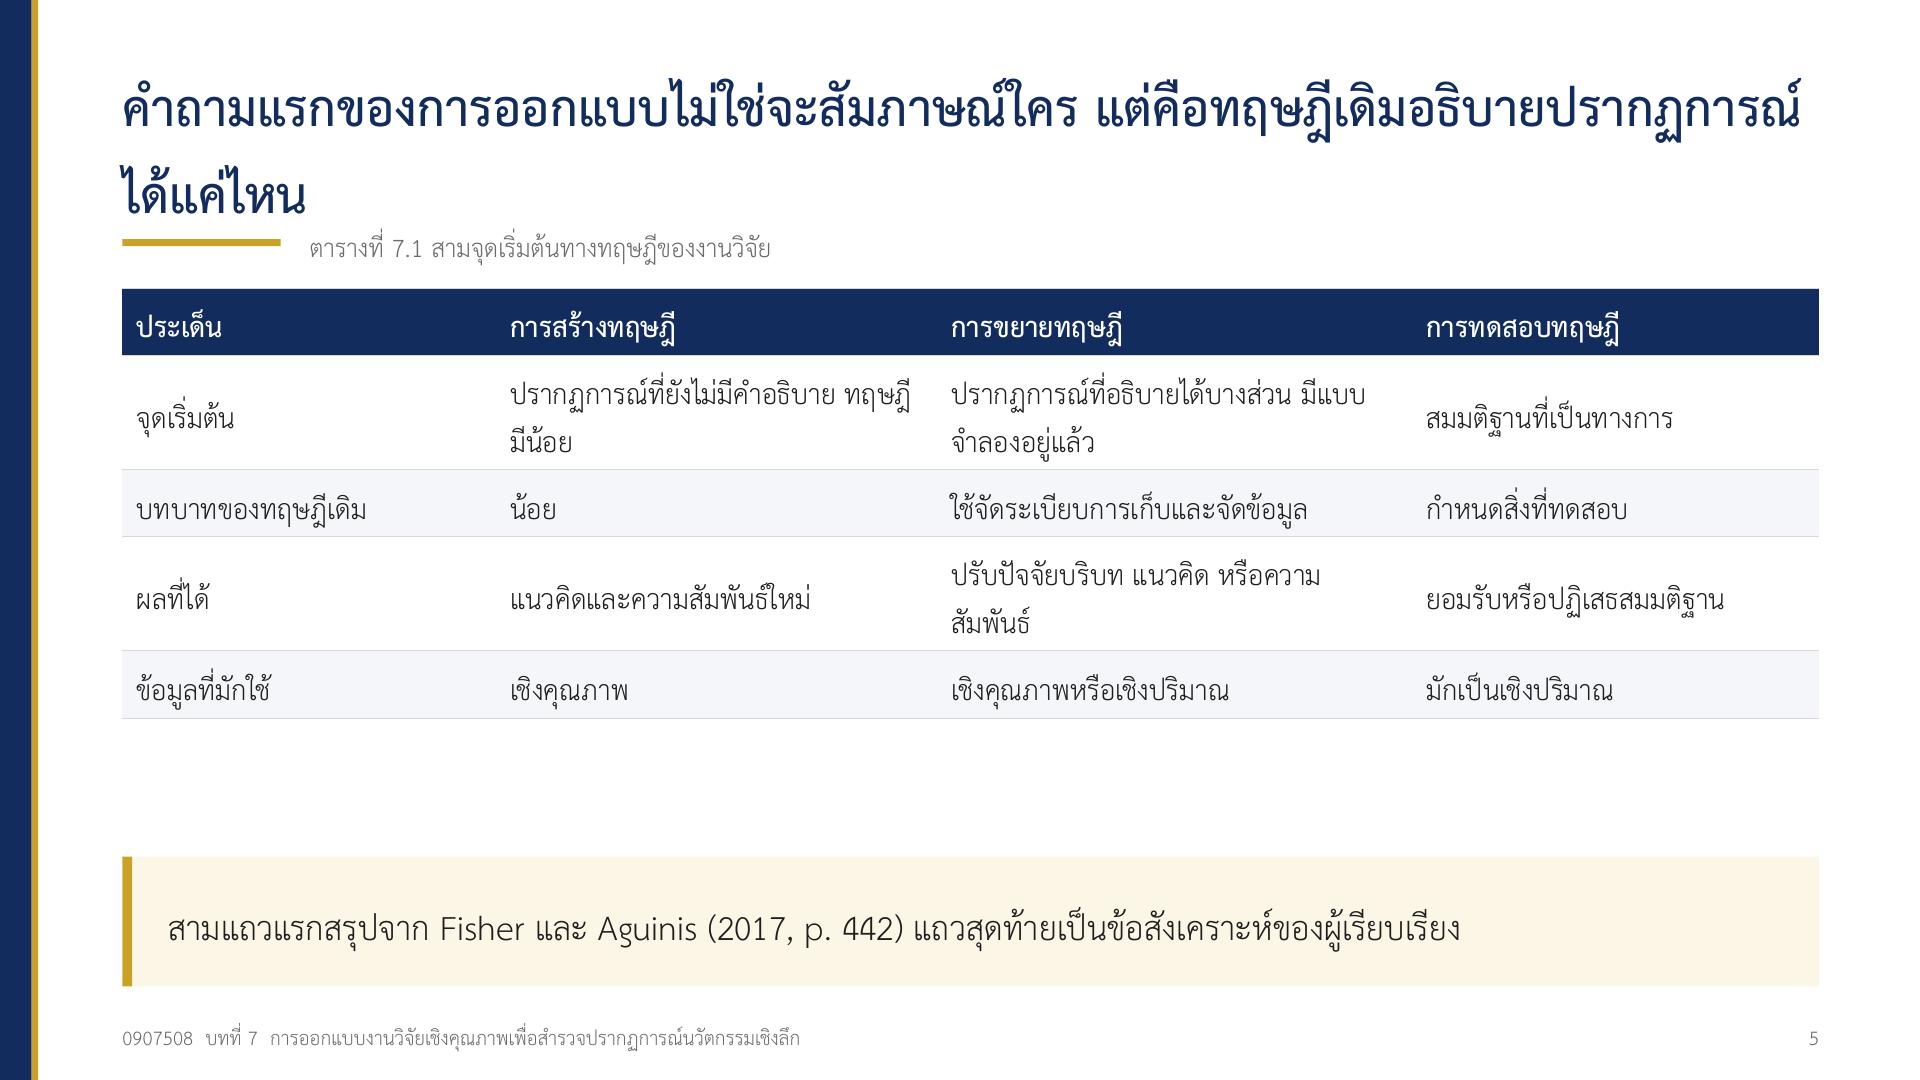 คำถามแรกของการออกแบบไม่ใช่จะสัมภาษณ์ใคร แต่คือทฤษฎีเดิมอธิบายปรากฏการณ์
ได้แค่ไหน
ตารางที่ 7.1 สามจุดเริ่มต้นทางทฤษฎีของงานวิจัย
ประเด็น การสร้างทฤษฎี การขยายทฤษฎี การทดสอบทฤษฎี
จุดเริ่มต้น ปรากฏการณ์ที่ยังไม่มีคำอธิบาย ทฤษฎี ปรากฏการณ์ที่อธิบายได้บางส่วน มีแบบ สมมติฐานที่เป็นทางการ
มีน้อย จำลองอยู่แล้ว
บทบาทของทฤษฎีเดิม น้อย ใช้จัดระเบียบการเก็บและจัดข้อมูล กำหนดสิ่งที่ทดสอบ
ผลที่ได้ แนวคิดและความสัมพันธ์ใหม่ ปรับปัจจัยบริบท แนวคิด หรือความ ยอมรับหรือปฏิเสธสมมติฐาน
สัมพันธ์
ข้อมูลที่มักใช้ เชิงคุณภาพ เชิงคุณภาพหรือเชิงปริมาณ มักเป็นเชิงปริมาณ
สามแถวแรกสรุปจาก Fisher และ Aguinis (2017, p. 442) แถวสุดท้ายเป็นข้อสังเคราะห์ของผู้เรียบเรียง
0907508 บทที่ 7 การออกแบบงานวิจัยเชิงคุณภาพเพื่อสำรวจปรากฏการณ์นวัตกรรมเชิงลึก 5